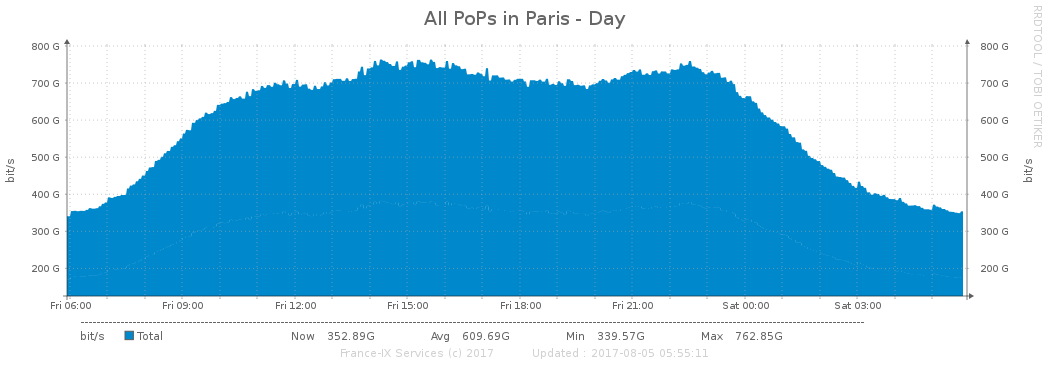 All PoPs in Paris - Day
RRDTOOL / TOBI OETIKER
800 G 800 G
700 G 700 G
600 G 600 G
500 G 500 G
400 G 400 G
300 G 300 G
200 G 200 G
bit/s bit/s
Fri 06:00 Fri 09:00 Fri 12:00 Fri 15:00 Fri 18:00 Fri 21:00 Sat 00:00 Sat 03:00
bit/s Total Now 352.89G Avg 609.69G Min 339.57G Max 762.85G
France-IX Services (c) 2017 Updated : 2017-08-05 05:55:11